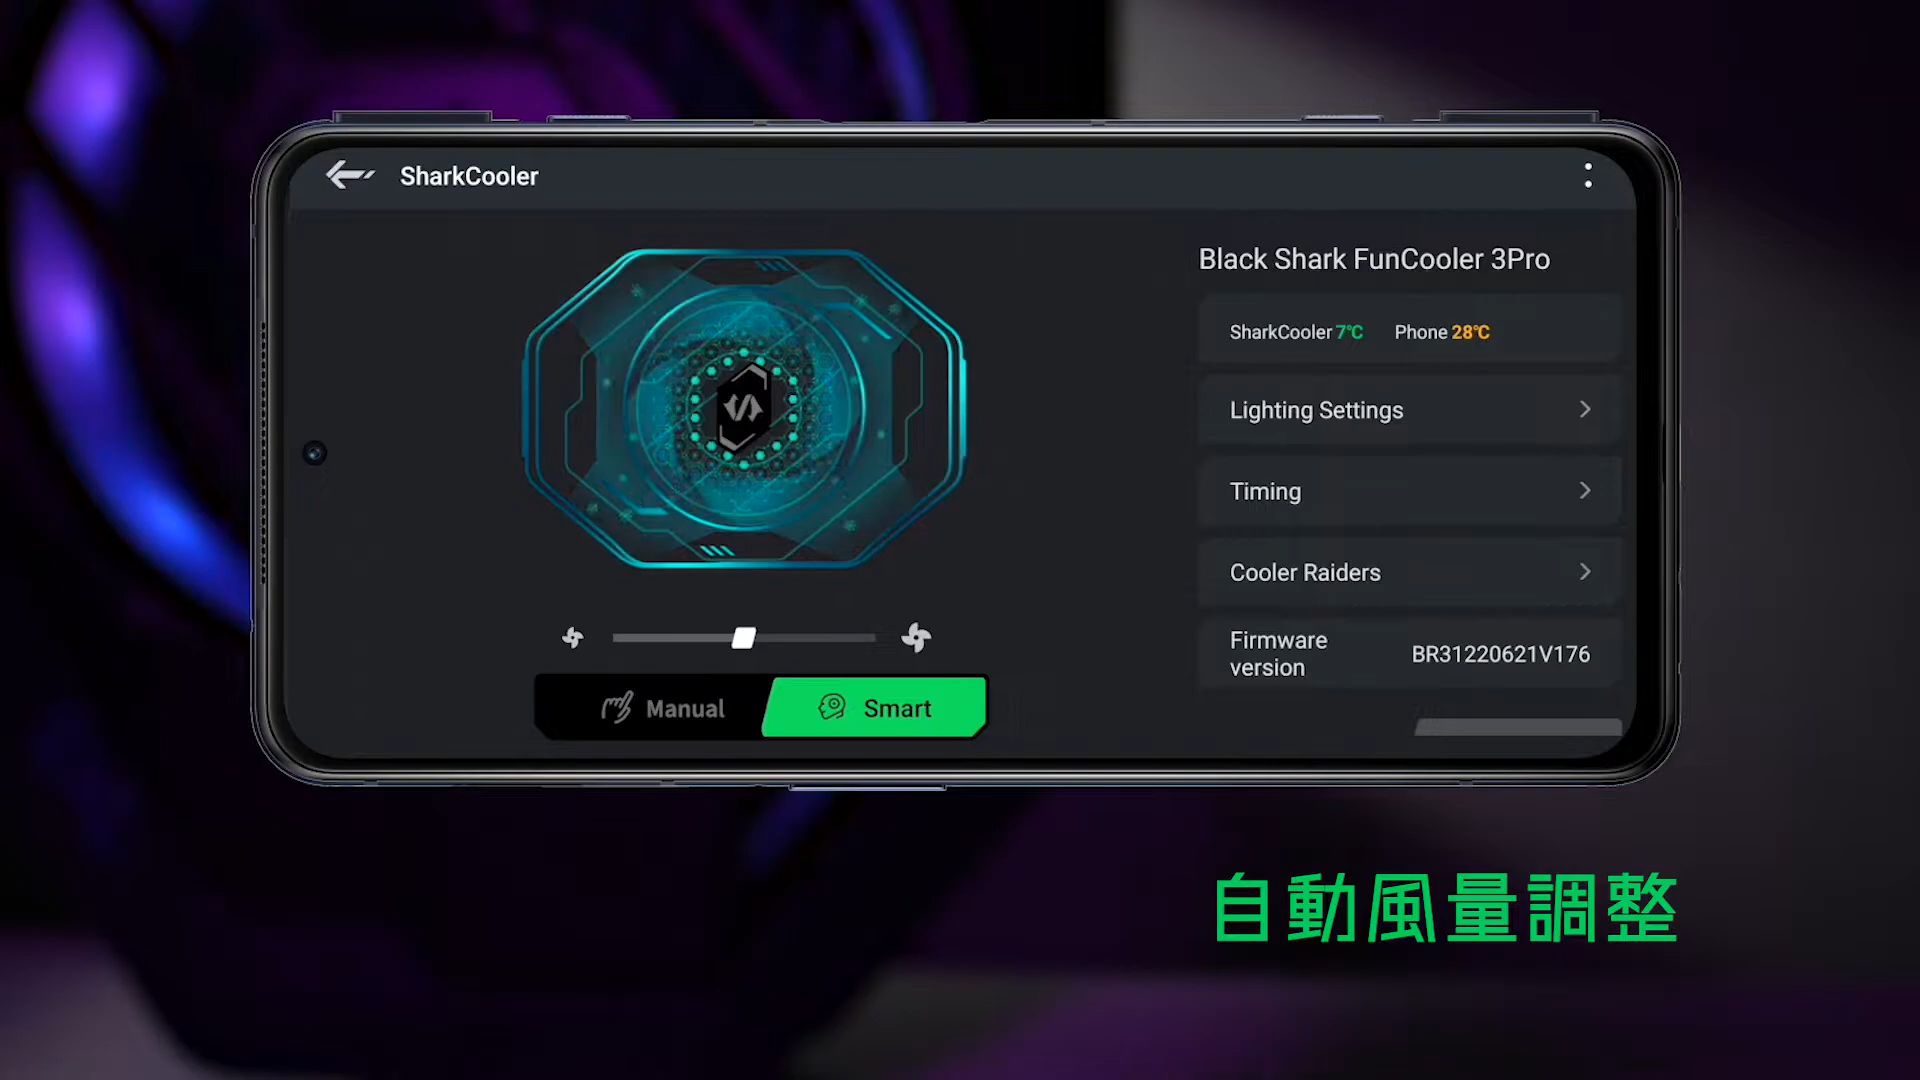 SharkCooler
Black Shark FunCooler 3Pro
SharkCooler 7℃ Phone 28℃
Lighting Settings
Timing
Cooler Raiders
Firmware version BR31220621V176
Manual
Smart
自動風量調整